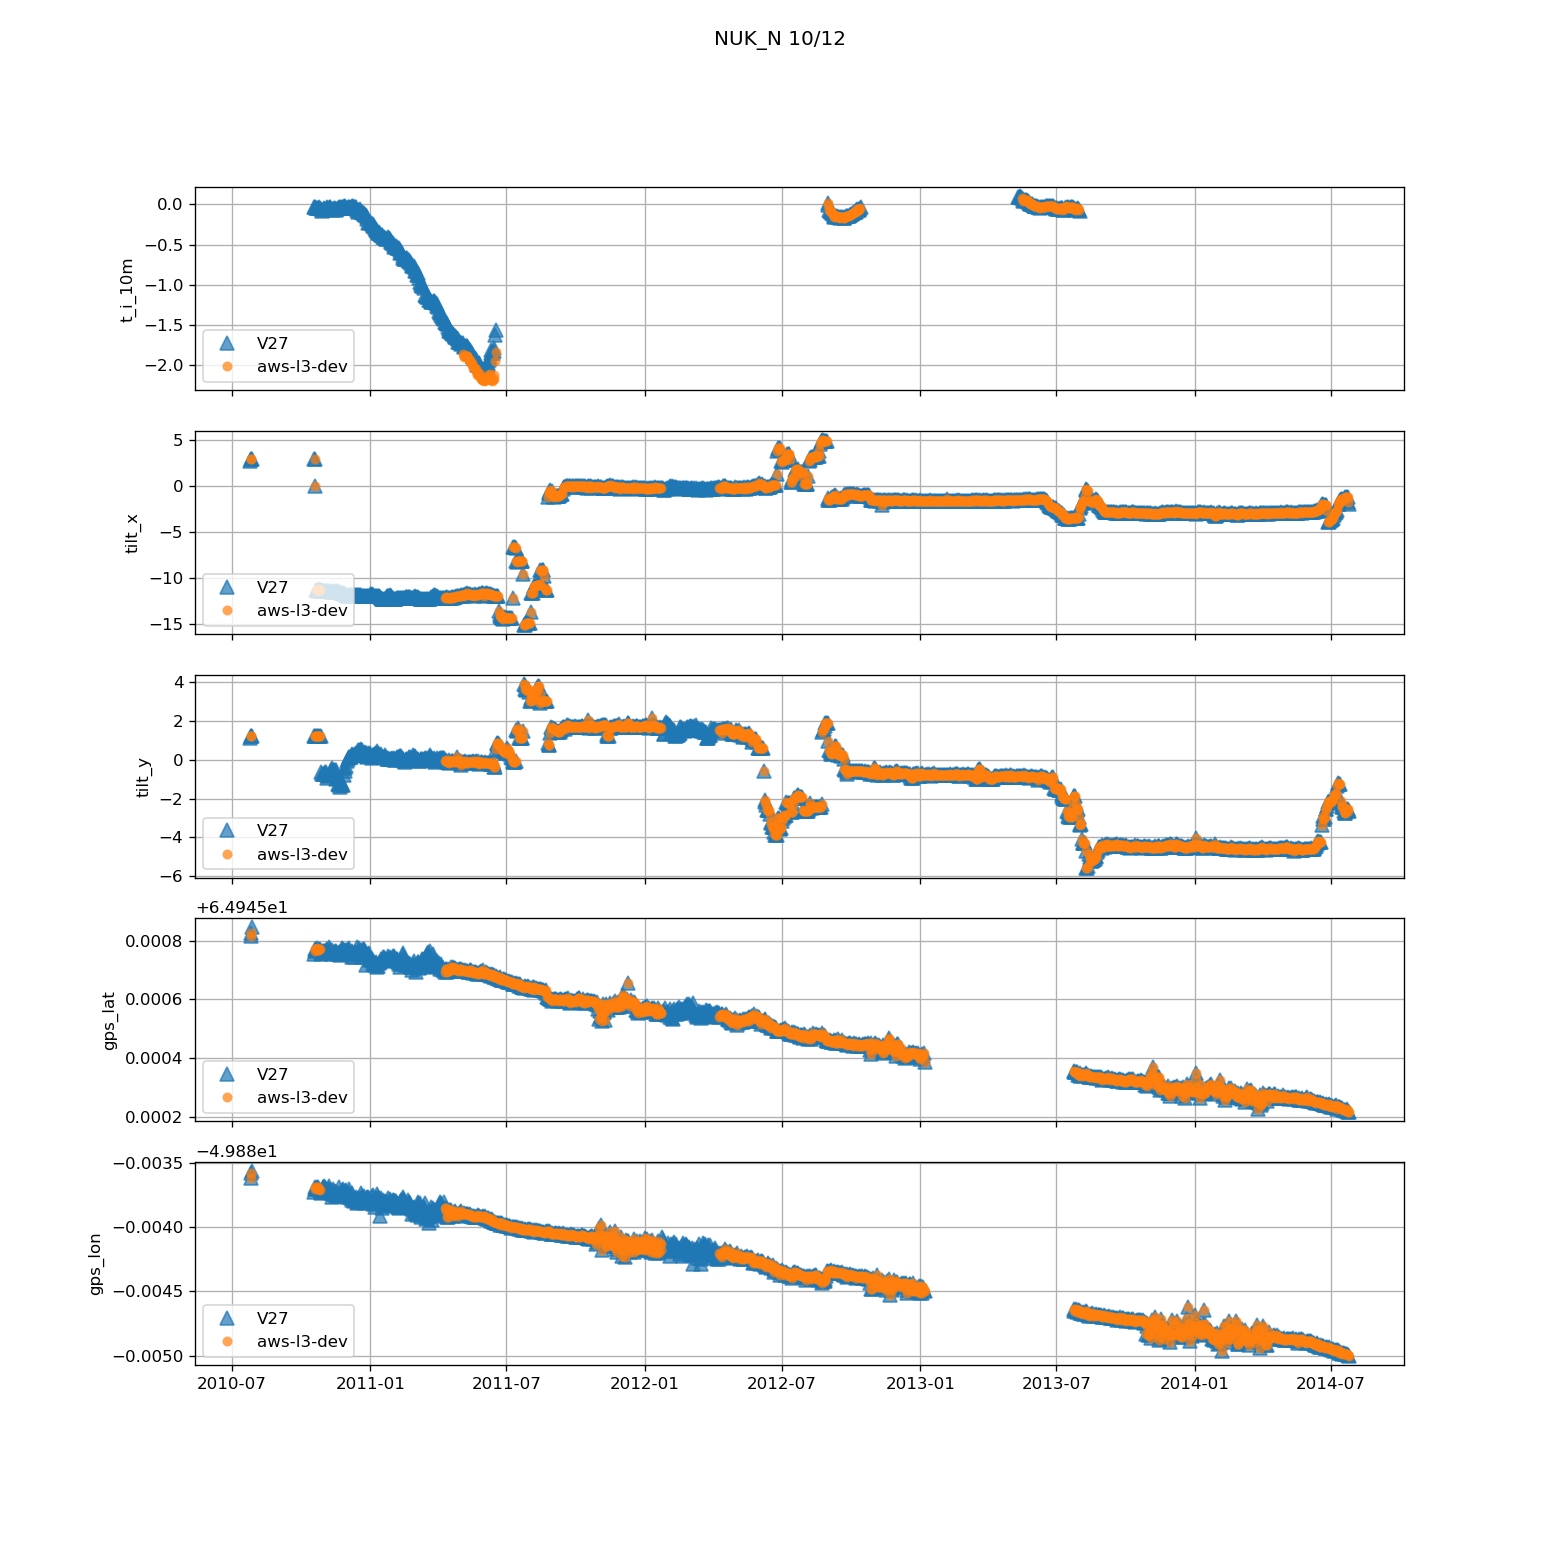 NUK_N 10/12
0.0
−0.5
−1.0
−1.5
−2.0
t_i_10m
V27
aws-l3-dev
5
0
−5
−10
−15
tilt_x
V27
aws-l3-dev
4
2
0
−2
−4
−6
tilt_y
V27
aws-l3-dev
+6.4945e1
0.0008
0.0006
0.0004
0.0002
gps_lat
V27
aws-l3-dev
−4.988e1
−0.0035
−0.0040
−0.0045
−0.0050
gps_lon
V27
aws-l3-dev
2010-07 2011-01 2011-07 2012-01 2012-07 2013-01 2013-07 2014-01 2014-07